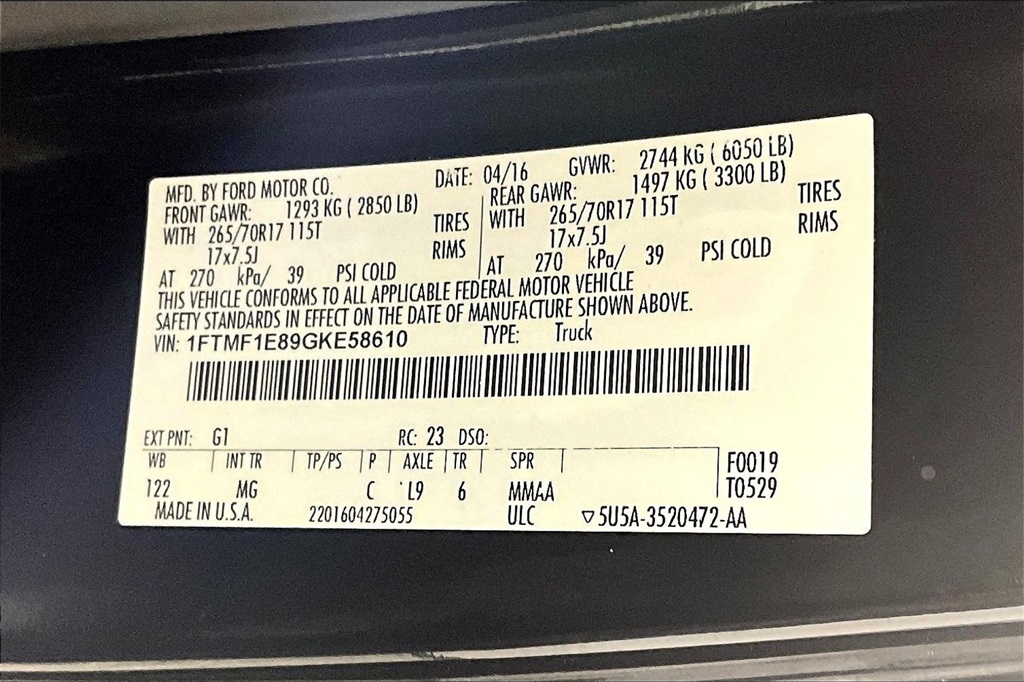 MFD. BY FORD MOTOR CO. DATE: 04/16 GVWR: 2744 KG ( 6050 LB)
FRONT GAWR: 1293 KG ( 2850 LB) REAR GAWR: 1497 KG ( 3300 LB)
WITH 265/70R17 115T TIRES WITH 265/70R17 115T TIRES
17x7.5J RIMS 17x7.5J RIMS
AT 270 kPa/ 39 PSI COLD AT 270 kPa/ 39 PSI COLD
THIS VEHICLE CONFORMS TO ALL APPLICABLE FEDERAL MOTOR VEHICLE
SAFETY STANDARDS IN EFFECT ON THE DATE OF MANUFACTURE SHOWN ABOVE.
VIN: 1FTMF1E89GKE58610 TYPE: Truck
EXT PNT: G1 RC: 23 DSO:
WB INT TR TP/PS P AXLE TR SPR F0019
122 MG C L9 6 MMAA T0529
MADE IN U.S.A. 2201604275055 ULC ▽5U5A-3520472-AA